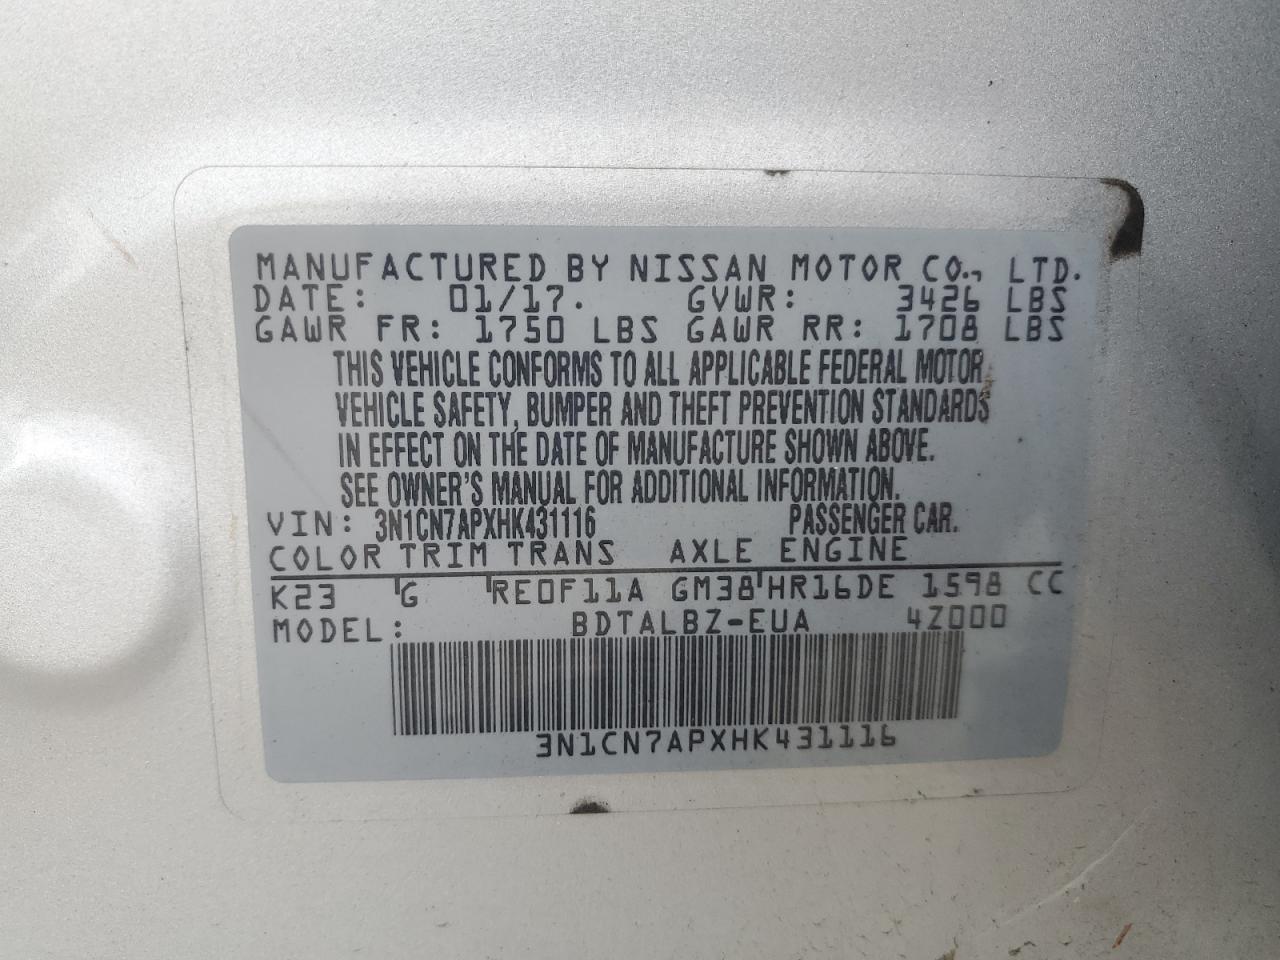 MANUFACTURED BY NISSAN MOTOR CO., LTD.
DATE: 01/17. GVWR: 3426 LBS
GAWR FR: 1750 LBS GAWR RR: 1708 LBS
THIS VEHICLE CONFORMS TO ALL APPLICABLE FEDERAL MOTOR
VEHICLE SAFETY, BUMPER AND THEFT PREVENTION STANDARDS
IN EFFECT ON THE DATE OF MANUFACTURE SHOWN ABOVE.
SEE OWNER'S MANUAL FOR ADDITIONAL INFORMATION.
VIN: 3N1CN7APXHK431116 PASSENGER CAR.
COLOR TRIM TRANS AXLE ENGINE
K23 G RE0F11A GM38 HR16DE 1598 CC
MODEL: BDTALBZ-EUA 4Z000
3N1CN7APXHK431116